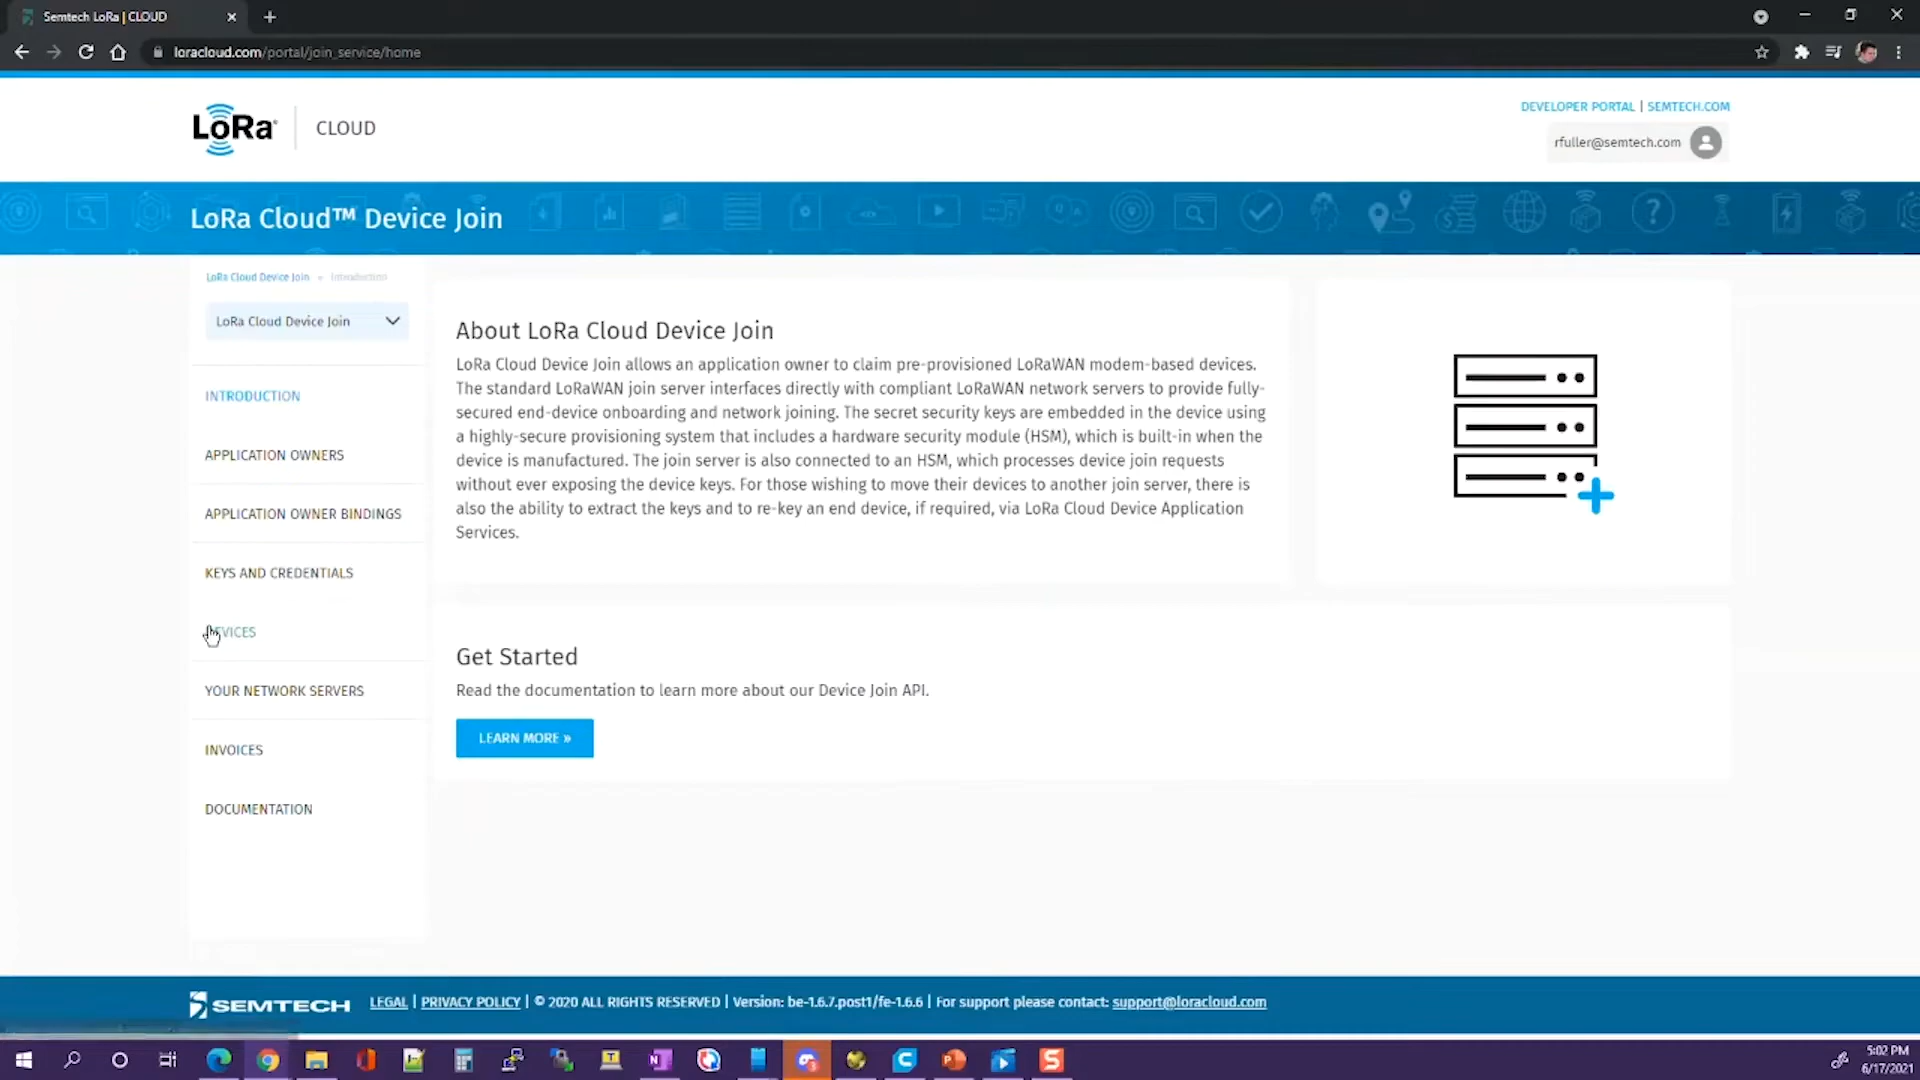 Semtech LoRa | CLOUD
loracloud.com/portal/join_service/home
LoRa
CLOUD
DEVELOPER PORTAL | SEMTECH.COM
rfuller@semtech.com
LoRa Cloud™ Device Join
LoRa Cloud Device Join » Introduction
LoRa Cloud Device Join
INTRODUCTION
APPLICATION OWNERS
APPLICATION OWNER BINDINGS
KEYS AND CREDENTIALS
DEVICES
YOUR NETWORK SERVERS
INVOICES
DOCUMENTATION
About LoRa Cloud Device Join
LoRa Cloud Device Join allows an application owner to claim pre-provisioned LoRaWAN modem-based devices.
The standard LoRaWAN join server interfaces directly with compliant LoRaWAN network servers to provide fully-
secured end-device onboarding and network joining. The secret security keys are embedded in the device using
a highly-secure provisioning system that includes a hardware security module (HSM), which is built-in when the
device is manufactured. The join server is also connected to an HSM, which processes device join requests
without ever exposing the device keys. For those wishing to move their devices to another join server, there is
also the ability to extract the keys and to re-key an end device, if required, via LoRa Cloud Device Application
Services.
Get Started
Read the documentation to learn more about our Device Join API.
LEARN MORE »
SEMTECH
LEGAL | PRIVACY POLICY | © 2020 ALL RIGHTS RESERVED | Version: be-1.6.7.post1/fe-1.6.6 | For support please contact: support@loracloud.com
5:02 PM
6/17/2021